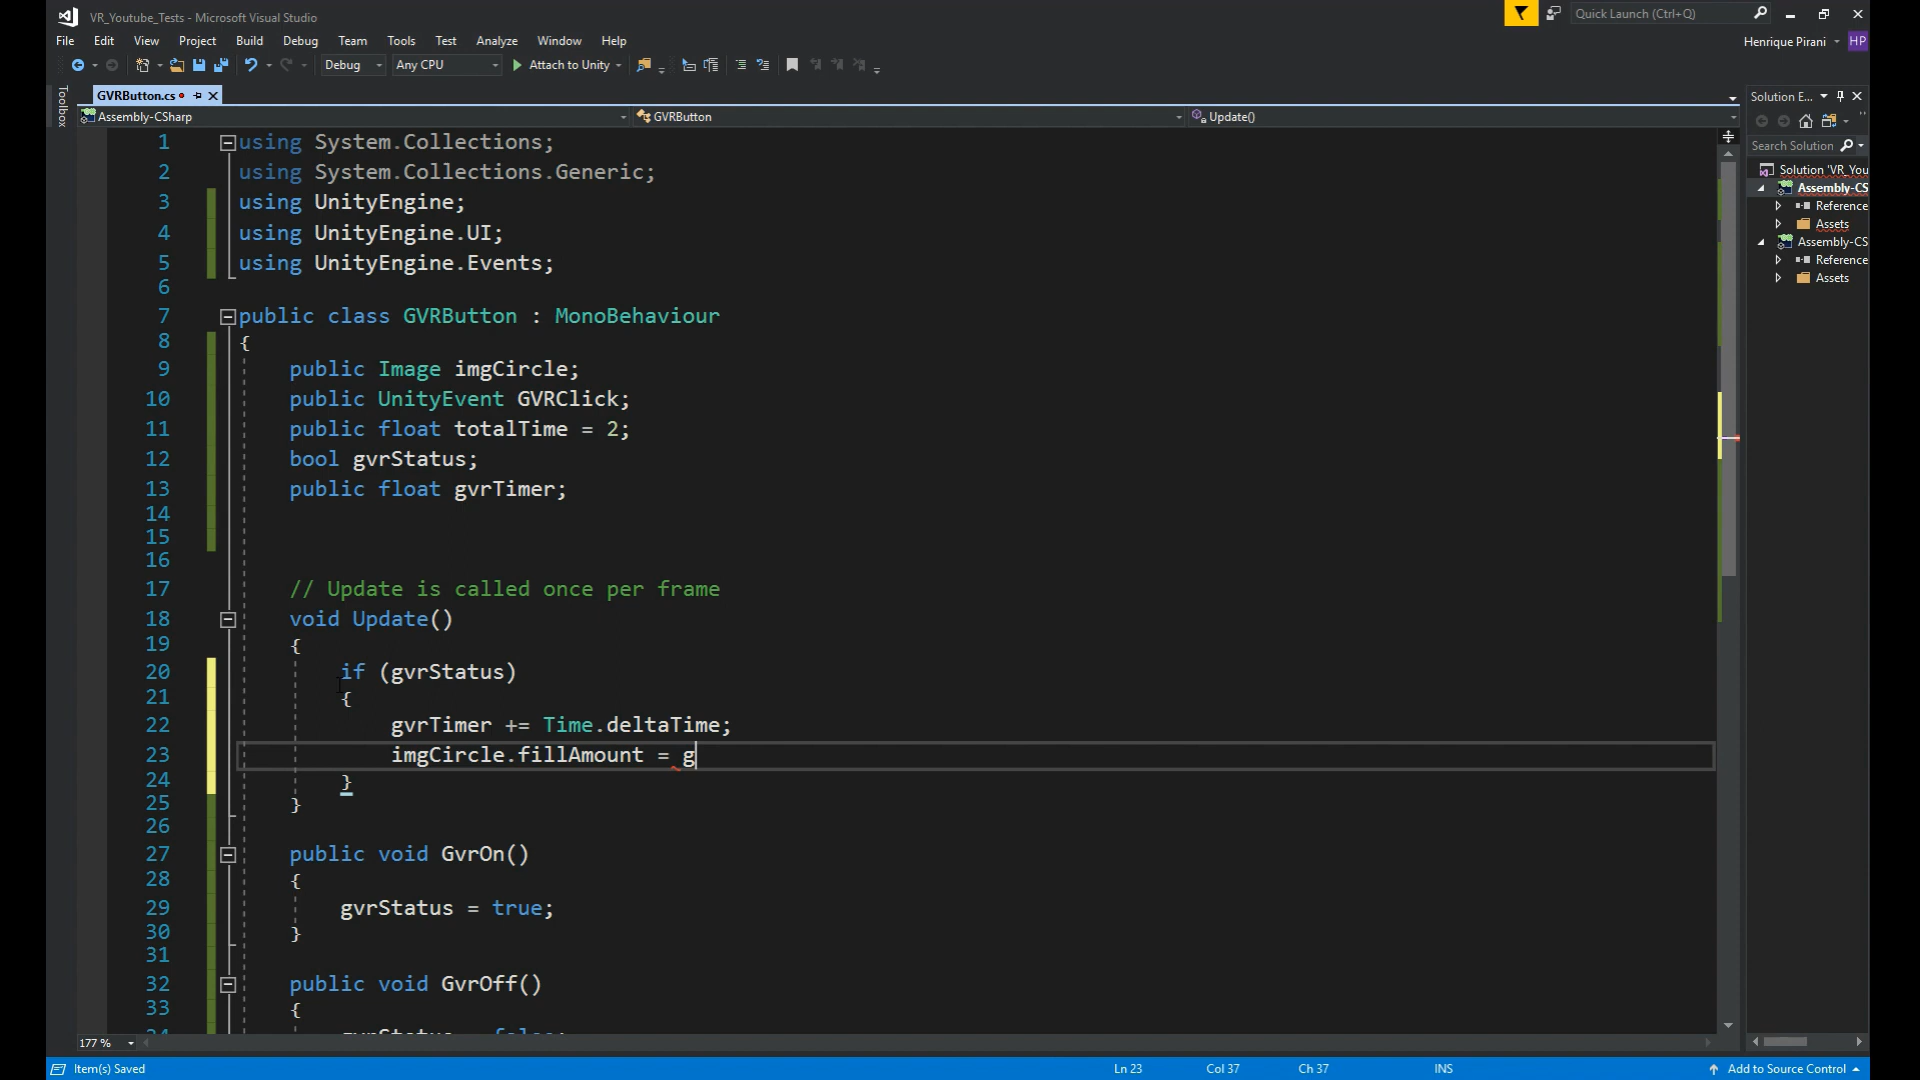 VR_Youtube_Tests - Microsoft Visual Studio
Quick Launch (Ctrl+Q)
File Edit View Project Build Debug Team Tools Test Analyze Window Help
Henrique Pirani HP
Debug Any CPU Attach to Unity
Toolbox
GVRButton.cs
Solution E...
Assembly-CSharp GVRButton Update()
Search Solution
Solution 'VR_You
Assembly-CS
Reference
Assets
Assembly-CS
Reference
Assets
1 using System.Collections;
2 using System.Collections.Generic;
3 using UnityEngine;
4 using UnityEngine.UI;
5 using UnityEngine.Events;
6
7 public class GVRButton : MonoBehaviour
8 {
9 public Image imgCircle;
10 public UnityEvent GVRClick;
11 public float totalTime = 2;
12 bool gvrStatus;
13 public float gvrTimer;
14
15
16
17 // Update is called once per frame
18 void Update()
19 {
20 if (gvrStatus)
21 {
22 gvrTimer += Time.deltaTime;
23 imgCircle.fillAmount = g
24 }
25 }
26
27 public void GvrOn()
28 {
29 gvrStatus = true;
30 }
31
32 public void GvrOff()
33 {
34 gvrStatus = false;
177 %
Item(s) Saved Ln 23 Col 37 Ch 37 INS Add to Source Control